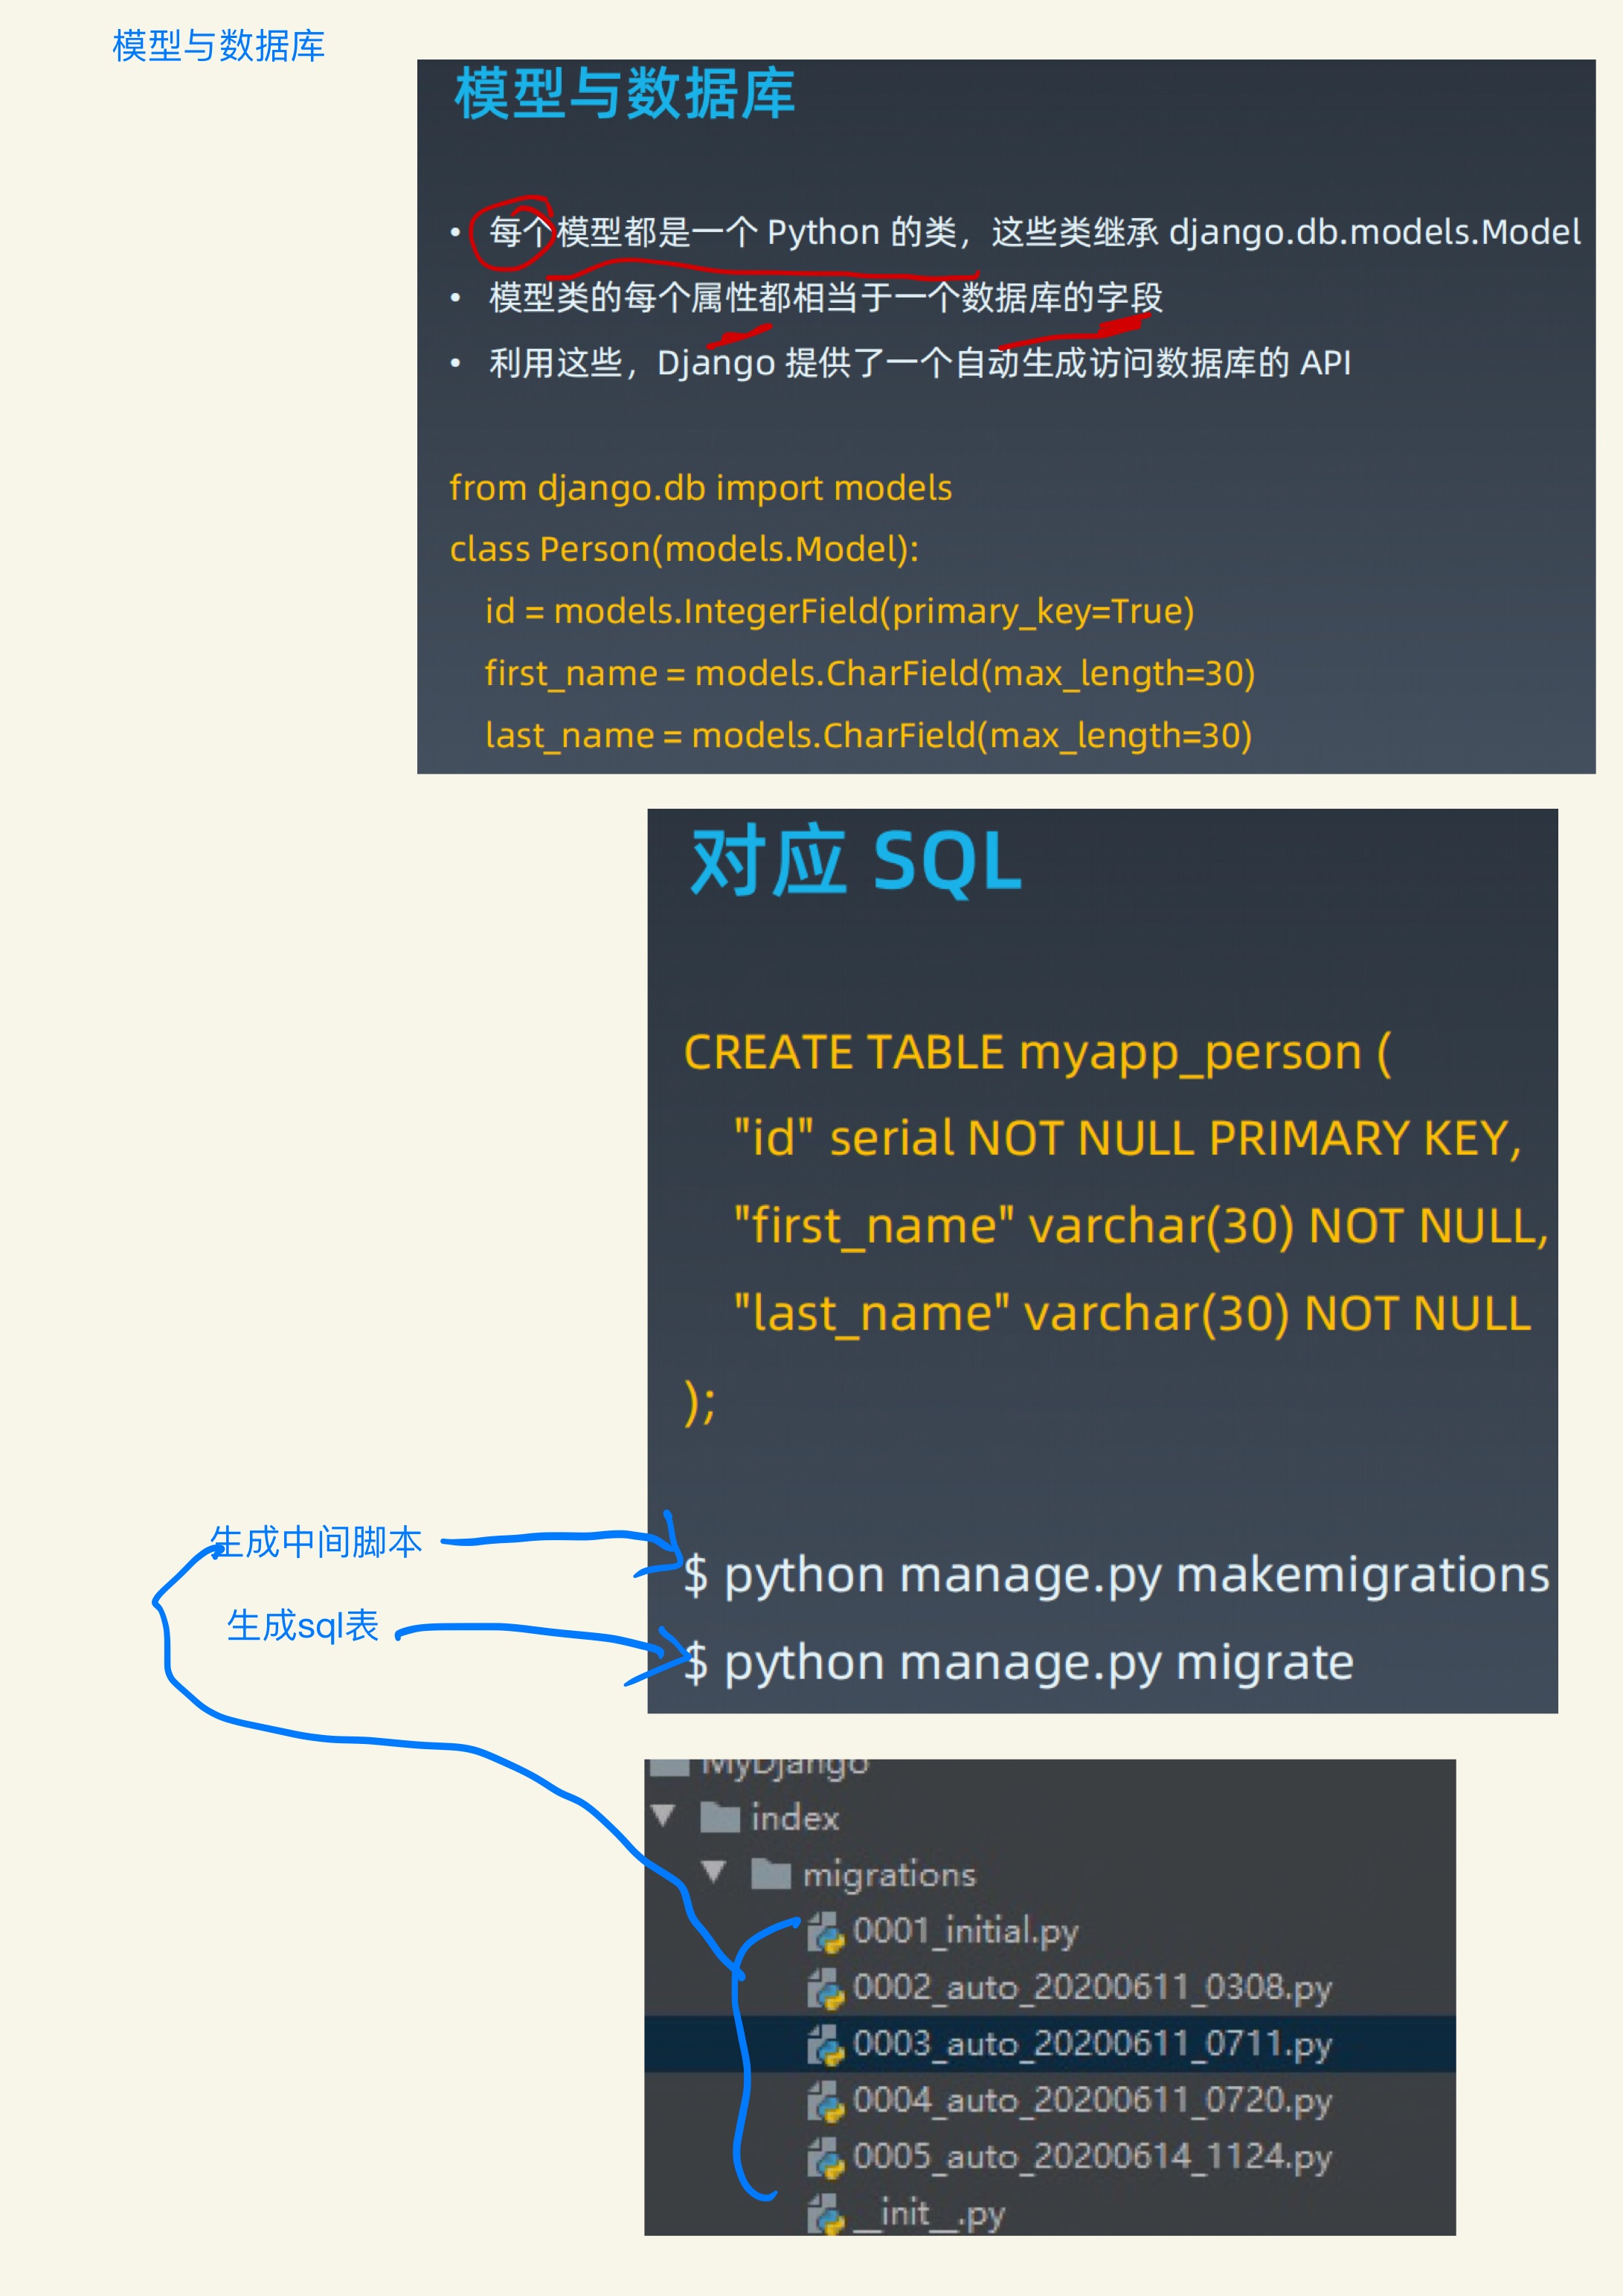 模型与数据库
模型与数据库
• 每个模型都是一个 Python 的类，这些类继承 django.db.models.Model
• 模型类的每个属性都相当于一个数据库的字段
• 利用这些，Django 提供了一个自动生成访问数据库的 API
from django.db import models
class Person(models.Model):
id = models.IntegerField(primary_key=True)
first_name = models.CharField(max_length=30)
last_name = models.CharField(max_length=30)
对应 SQL
CREATE TABLE myapp_person (
"id" serial NOT NULL PRIMARY KEY,
"first_name" varchar(30) NOT NULL,
"last_name" varchar(30) NOT NULL
);
生成中间脚本
$ python manage.py makemigrations
生成sql表
$ python manage.py migrate
MyDjango
index
migrations
0001_initial.py
0002_auto_20200611_0308.py
0003_auto_20200611_0711.py
0004_auto_20200611_0720.py
0005_auto_20200614_1124.py
__init__.py